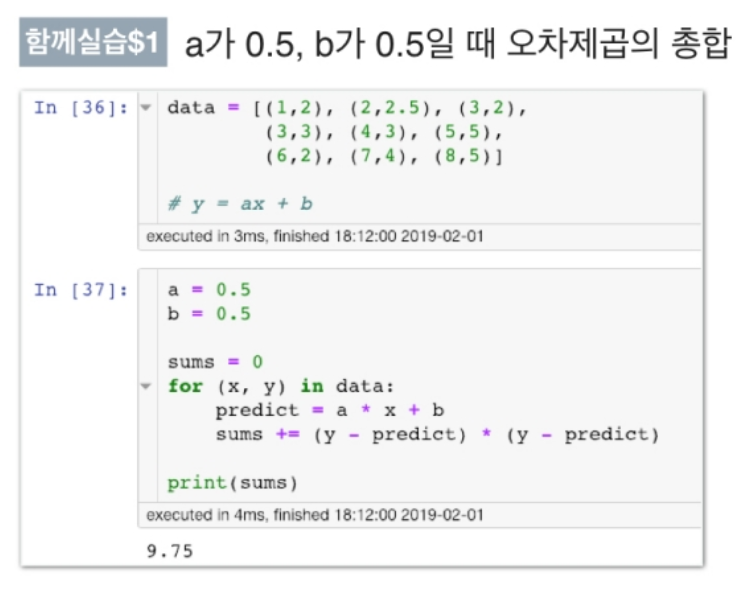 함께실습$1 a가 0.5, b가 0.5일 때 오차제곱의 총합
In [36]: data = [(1,2), (2,2.5), (3,2),
(3,3), (4,3), (5,5),
(6,2), (7,4), (8,5)]
# y = ax + b
executed in 3ms, finished 18:12:00 2019-02-01
In [37]: a = 0.5
b = 0.5
sums = 0
for (x, y) in data:
predict = a * x + b
sums += (y - predict) * (y - predict)
print(sums)
executed in 4ms, finished 18:12:00 2019-02-01
9.75